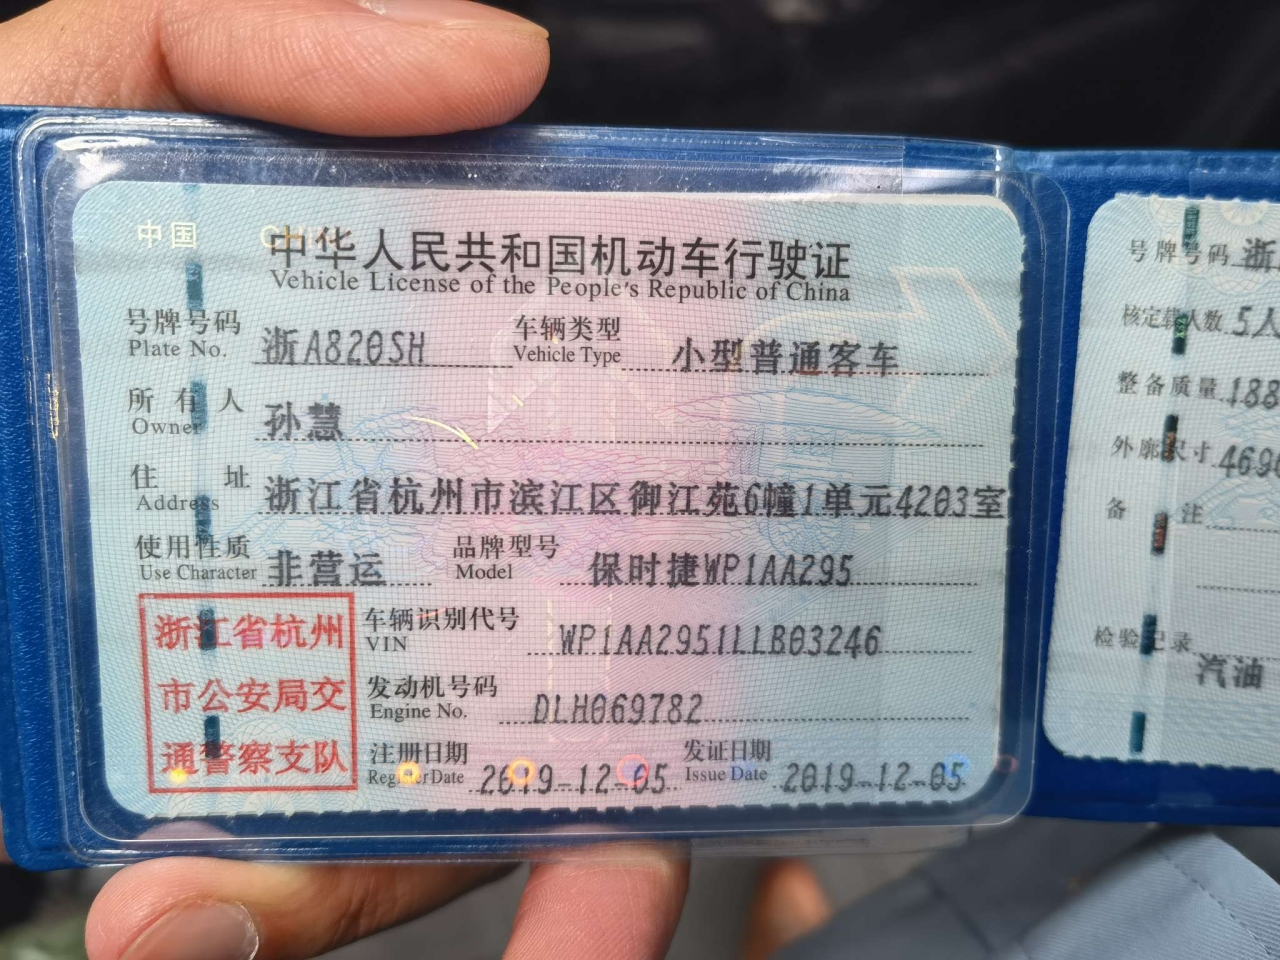 中国 CHINA
中华人民共和国机动车行驶证
Vehicle License of the People's Republic of China
号牌号码 浙A820SH 车辆类型 小型普通客车
Plate No. Vehicle Type
所有人 孙慧
Owner
住址 浙江省杭州市滨江区御江苑6幢1单元4203室
Address
使用性质 非营运 品牌型号 保时捷WP1AA295
Use Character Model
浙江省杭州
市公安局交
通警察支队
车辆识别代号 WP1AA2951LLB03246
VIN
发动机号码 DLH069782
Engine No.
注册日期 2019-12-05 发证日期 2019-12-05
Register Date Issue Date
号牌号码 浙
核定载人数 5人
整备质量 188
外廓尺寸 469
备注
检验记录
汽油